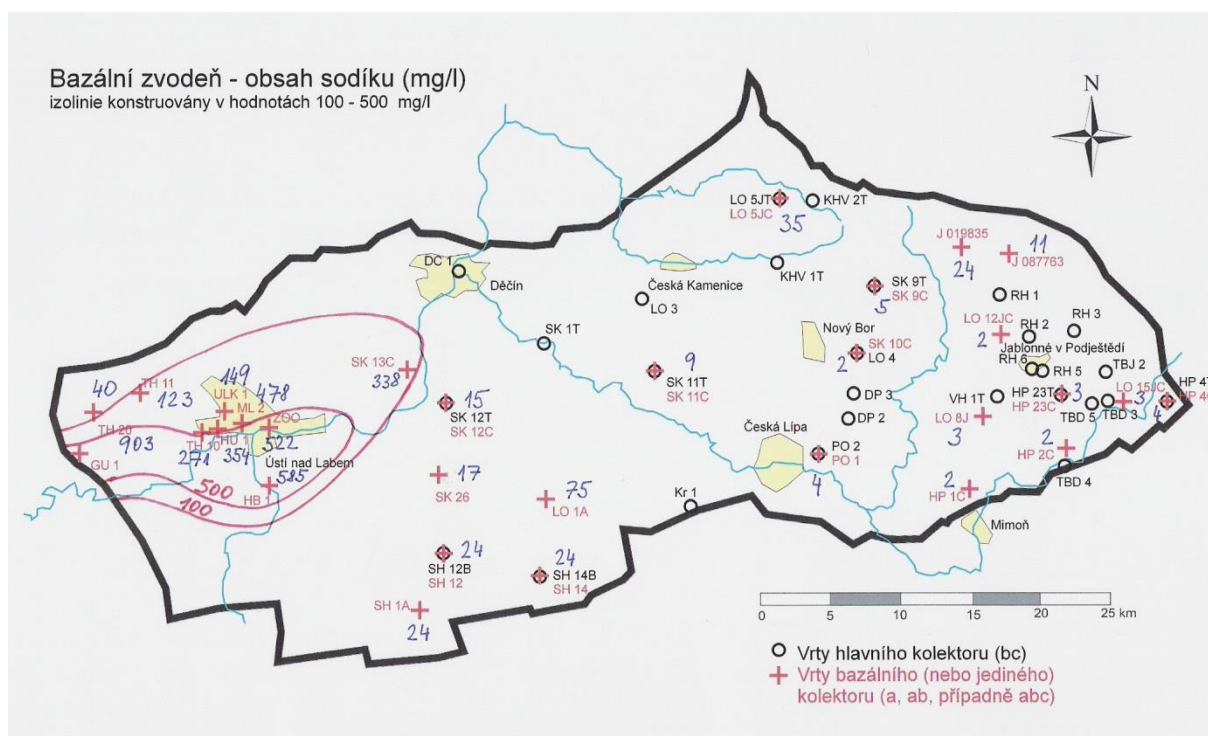 Bazální zvodeň - obsah sodíku (mg/l)
izolinie konstruovány v hodnotách 100 - 500 mg/l
N
LO 5JT
LO 5JC
35
KHV 2T
J 019835
24
11
J 087763
DC 1
Děčín
Česká Kamenice
LO 3
KHV 1T
SK 9T
SK 9C
5
RH 1
LO 12JC
2
RH 2
RH 3
Jablonné v Podještědí
RH 6
RH 5
TBJ 2
SK 1T
Nový Bor
SK 10C
LO 4
2
SK 13C
338
9
SK 11T
SK 11C
149
40
TH 11
123
ULK 1
478
ML 2
ZOO
TH 20
TH 10
HU 1
522
903
271
354
Ústí nad Labem
GU 1
585
HB 1
500
100
15
SK 12T
SK 12C
DP 3
DP 2
VH 1T
HP 23T
HP 23C
3
LO 15JC
3
HP 4T
HP 4C
4
TBD 5
TBD 3
LO 8J
3
Česká Lípa
PO 2
PO 1
4
2
HP 2C
TBD 4
2
HP 1C
Mimoň
17
SK 26
75
LO 1A
Kr 1
24
SH 12B
SH 12
24
SH 14B
SH 14
SH 1A
24
0 5 10 15 20 25 km
Vrty hlavního kolektoru (bc)
Vrty bazálního (nebo jediného)
kolektoru (a, ab, případně abc)